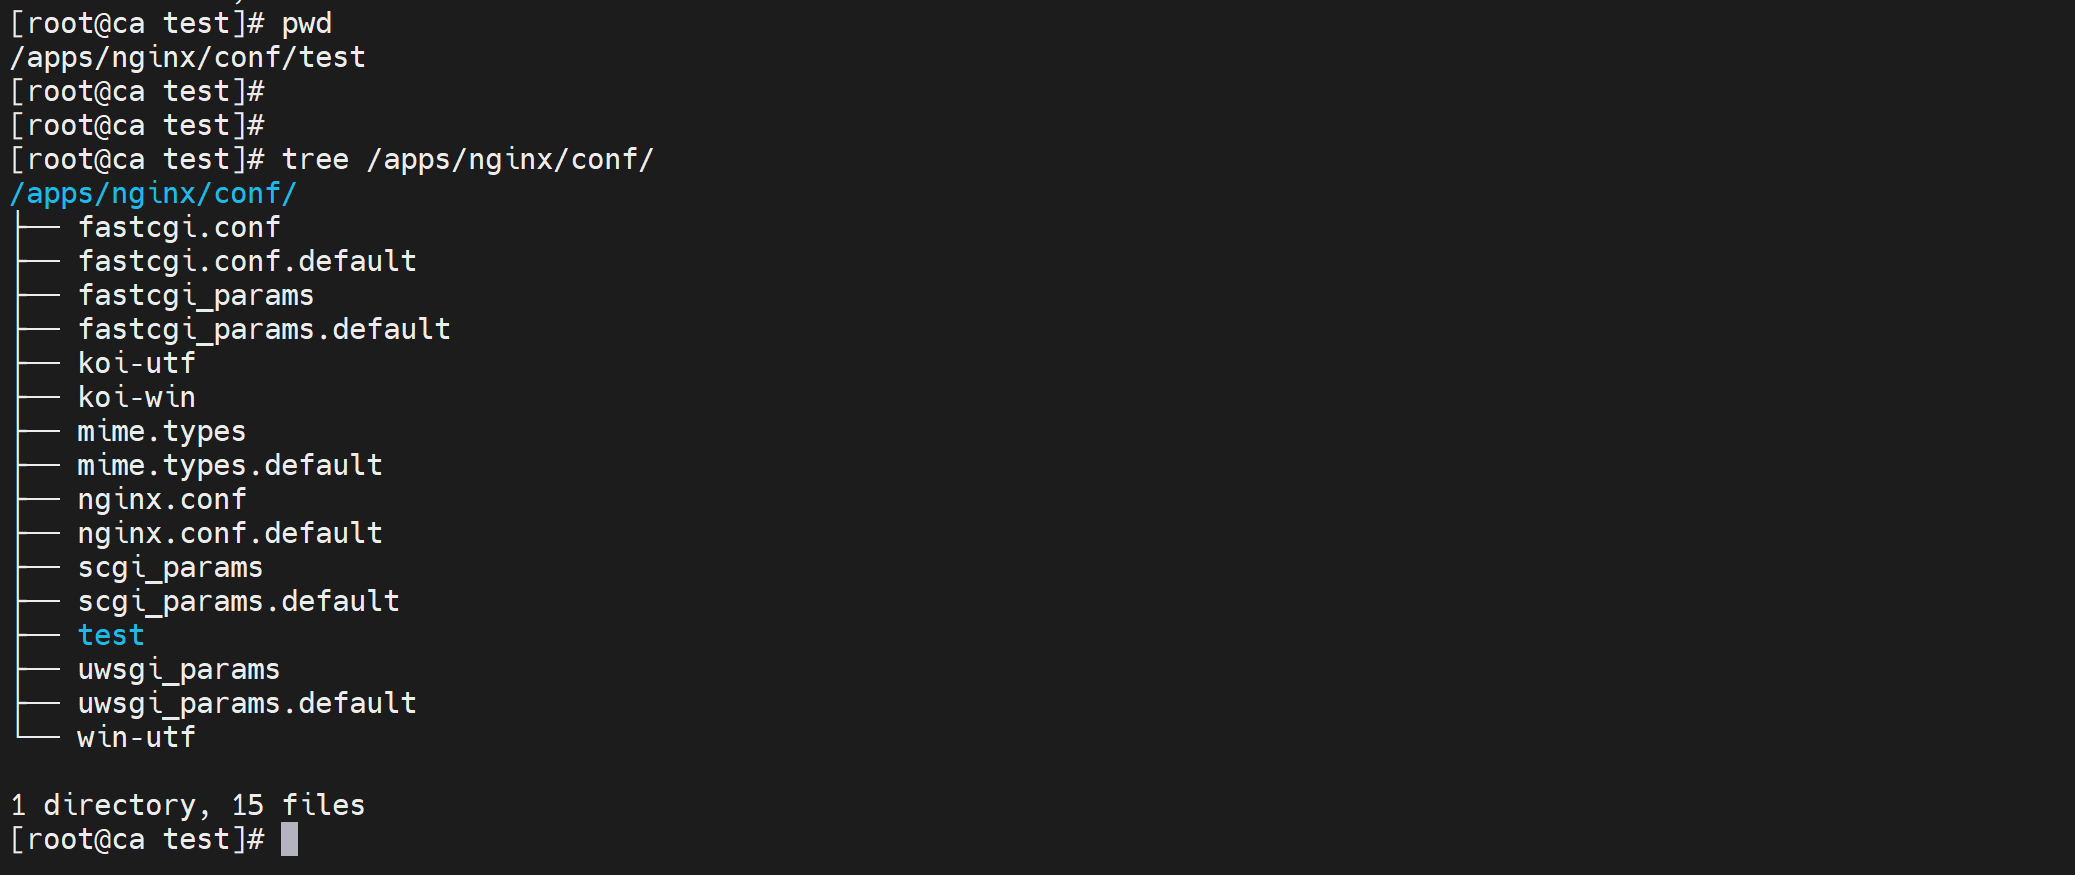 [root@ca test]# pwd
/apps/nginx/conf/test
[root@ca test]#
[root@ca test]#
[root@ca test]# tree /apps/nginx/conf/
/apps/nginx/conf/
├── fastcgi.conf
├── fastcgi.conf.default
├── fastcgi_params
├── fastcgi_params.default
├── koi-utf
├── koi-win
├── mime.types
├── mime.types.default
├── nginx.conf
├── nginx.conf.default
├── scgi_params
├── scgi_params.default
├── test
├── uwsgi_params
├── uwsgi_params.default
└── win-utf

1 directory, 15 files
[root@ca test]#